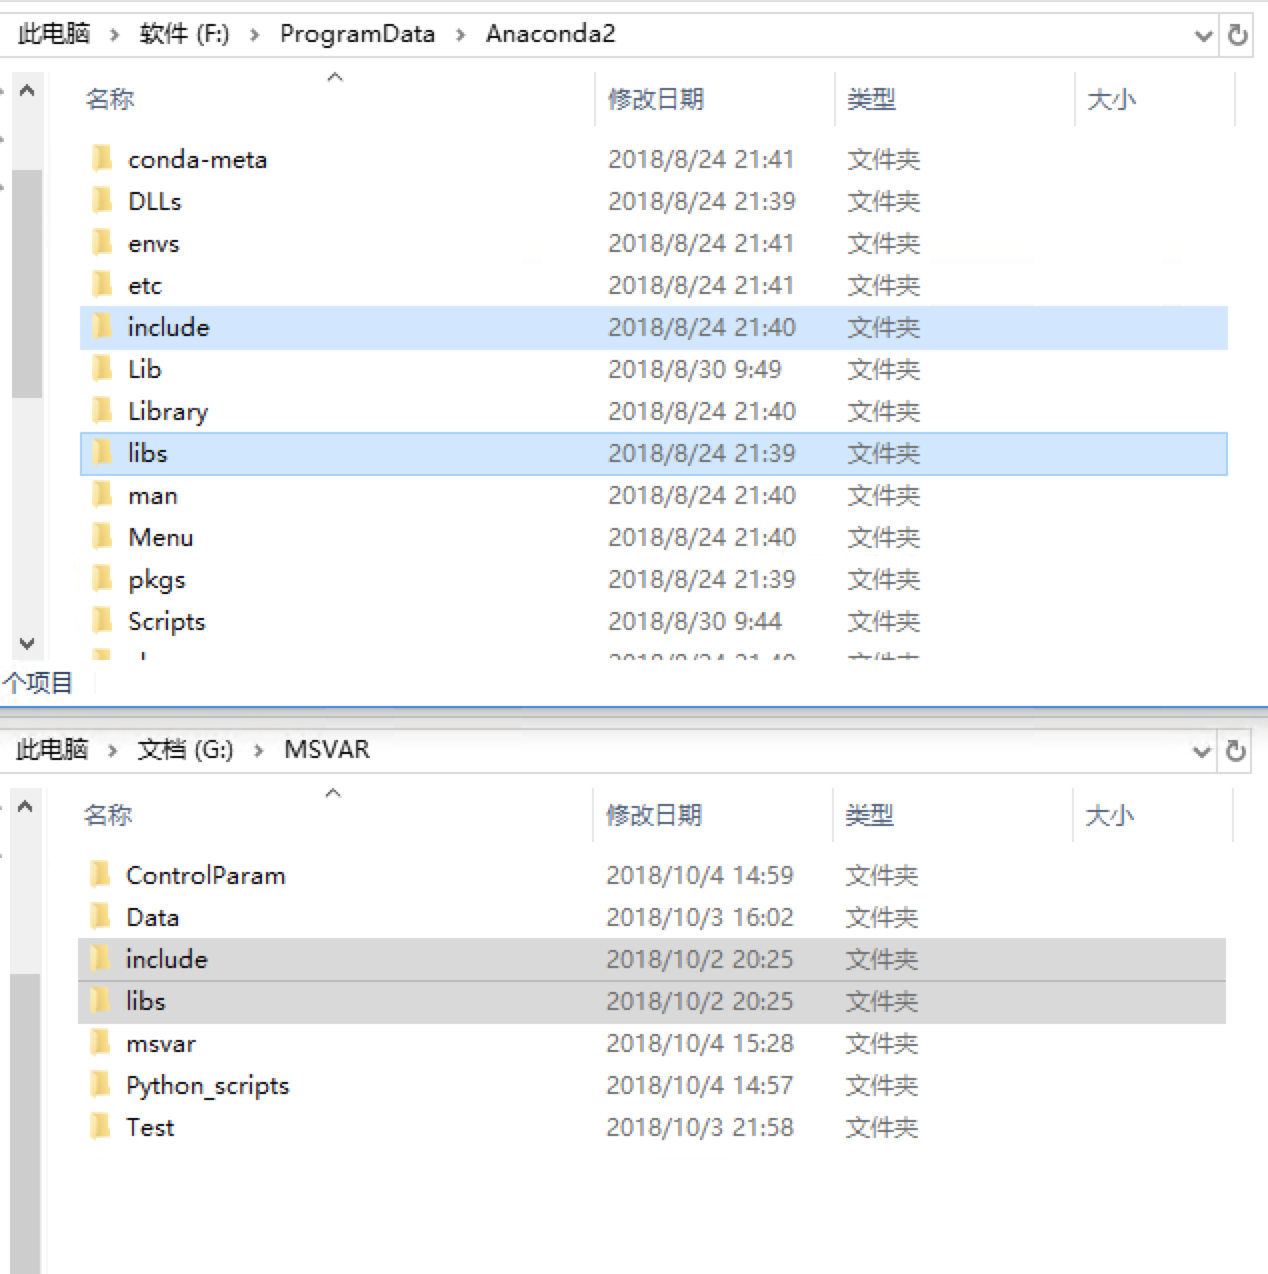 此电脑 > 软件 (F:) > ProgramData > Anaconda2
名称 修改日期 类型 大小
conda-meta 2018/8/24 21:41 文件夹
DLLs 2018/8/24 21:39 文件夹
envs 2018/8/24 21:41 文件夹
etc 2018/8/24 21:41 文件夹
include 2018/8/24 21:40 文件夹
Lib 2018/8/30 9:49 文件夹
Library 2018/8/24 21:40 文件夹
libs 2018/8/24 21:39 文件夹
man 2018/8/24 21:40 文件夹
Menu 2018/8/24 21:40 文件夹
pkgs 2018/8/24 21:39 文件夹
Scripts 2018/8/30 9:44 文件夹
个项目
此电脑 > 文档 (G:) > MSVAR
名称 修改日期 类型 大小
ControlParam 2018/10/4 14:59 文件夹
Data 2018/10/3 16:02 文件夹
include 2018/10/2 20:25 文件夹
libs 2018/10/2 20:25 文件夹
msvar 2018/10/4 15:28 文件夹
Python_scripts 2018/10/4 14:57 文件夹
Test 2018/10/3 21:58 文件夹